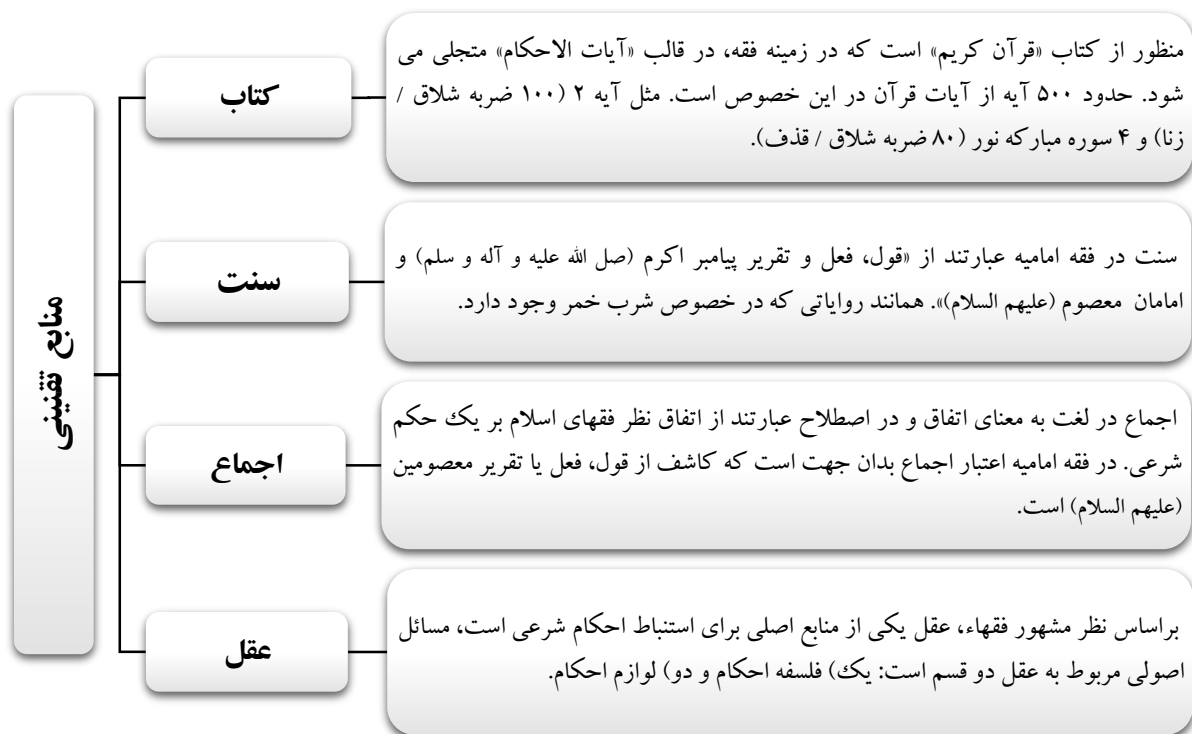 منابع تقنینی
کتاب
منظور از کتاب «قرآن کریم» است که در زمینه فقه، در قالب «آیات الاحکام» متجلی می
شود. حدود ۵۰۰ آیه از آیات قرآن در این خصوص است. مثل آیه ۲ (۱۰۰ ضربه شلاق /
زنا) و ۴ سوره مبارکه نور (۸۰ ضربه شلاق / قذف).
سنت
سنت در فقه امامیه عبارتند از «قول، فعل و تقریر پیامبر اکرم (صل الله علیه و آله و سلم) و
امامان معصوم (علیهم السلام)». همانند روایاتی که در خصوص شرب خمر وجود دارد.
اجماع
اجماع در لغت به معنای اتفاق و در اصطلاح عبارتند از اتفاق نظر فقهای اسلام بر یک حکم
شرعی. در فقه امامیه اعتبار اجماع بدان جهت است که کاشف از قول، فعل یا تقریر معصومین
(علیهم السلام) است.
عقل
براساس نظر مشهور فقهاء، عقل یکی از منابع اصلی برای استنباط احکام شرعی است، مسائل
اصولی مربوط به عقل دو قسم است: یک) فلسفه احکام و دو) لوازم احکام.